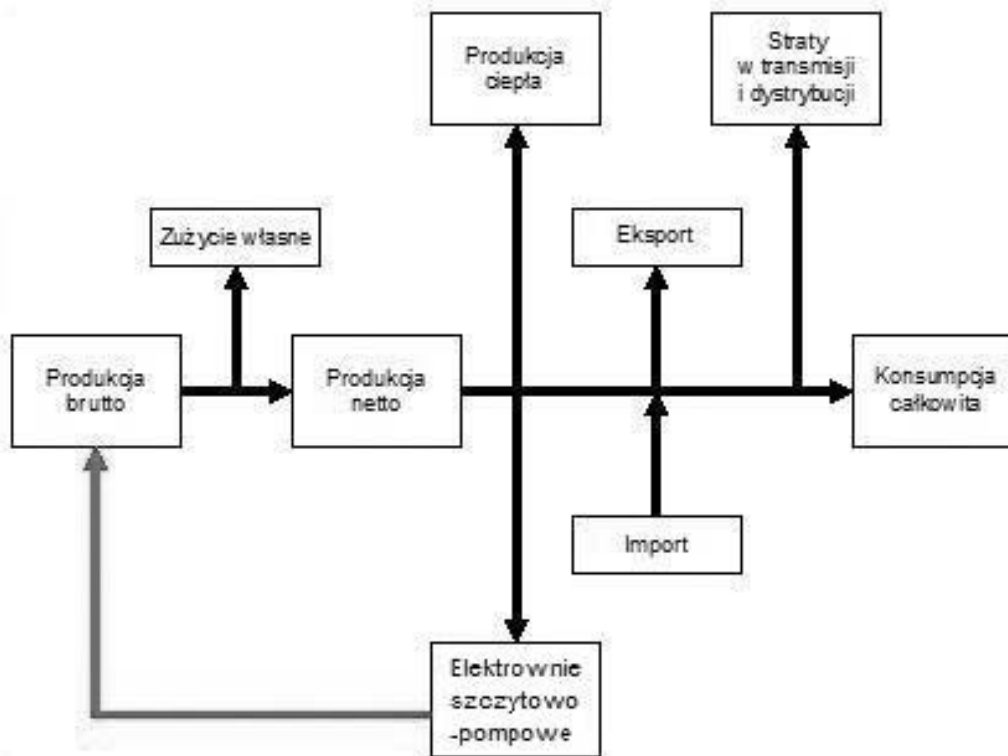 Produkcja
ciepła
Straty
w transmisji
i dystrybucji
Zużycie własne
Eksport
Produkcja
brutto
Produkcja
netto
Konsumpcja
całkowita
Import
Elektrownie
szczytowo
-pompowe